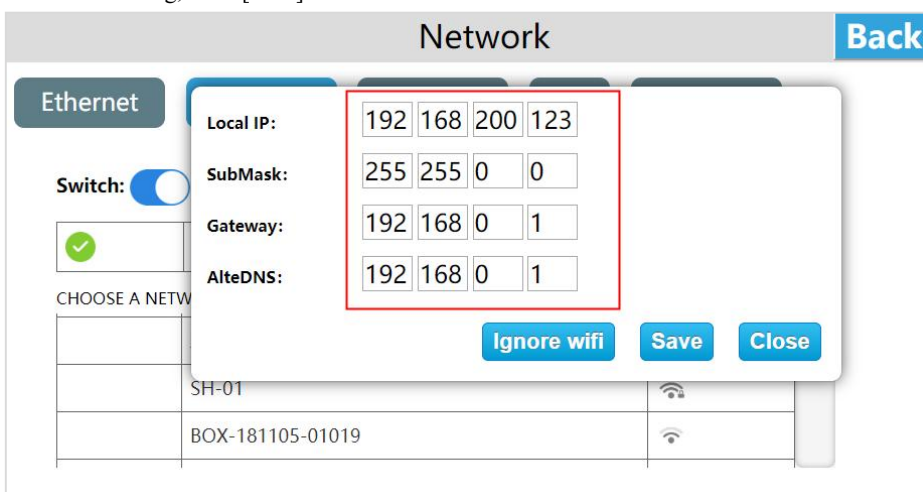 Network
Back
Ethernet
Local IP: 192 168 200 123
Switch:
SubMask: 255 255 0 0
Gateway: 192 168 0 1
AlteDNS: 192 168 0 1
CHOOSE A NETW
Ignore wifi Save Close
SH-01
BOX-181105-01019